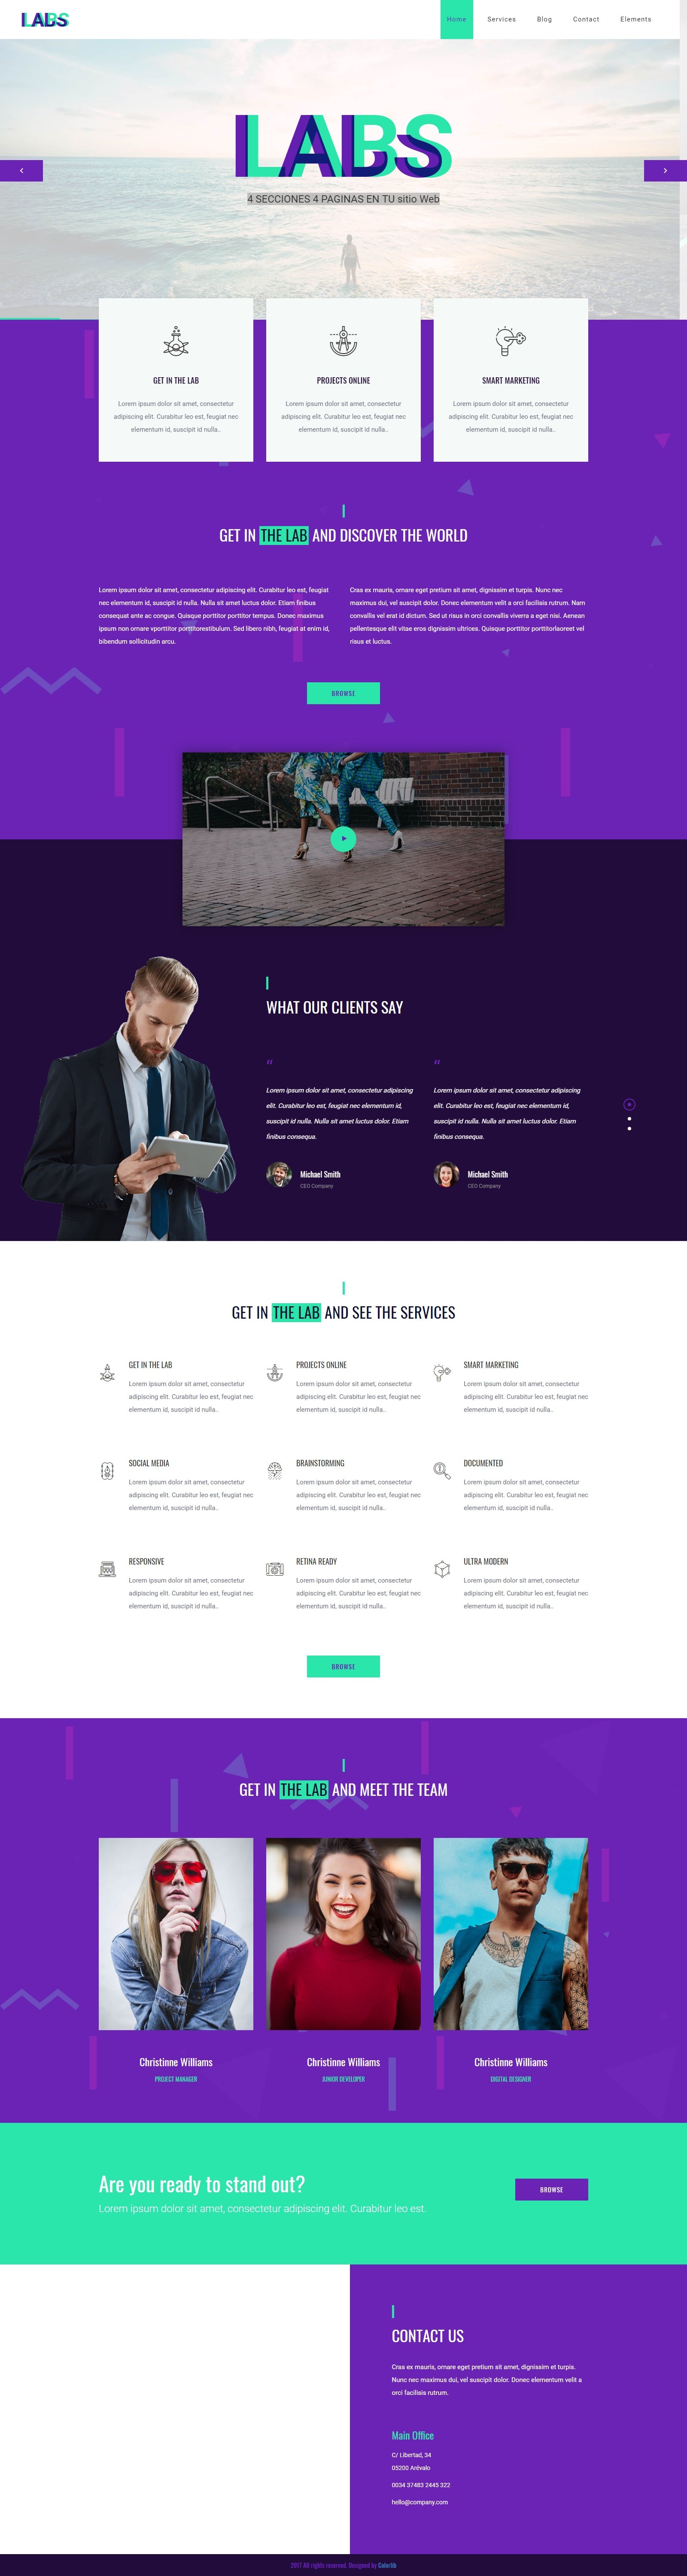 LABS
Home Services Blog Contact Elements
LABS
4 SECCIONES 4 PAGINAS EN TU sitio Web
GET IN THE LAB
Lorem ipsum dolor sit amet, consectetur
adipiscing elit. Curabitur leo est, feugiat nec
elementum id, suscipit id nulla..
PROJECTS ONLINE
Lorem ipsum dolor sit amet, consectetur
adipiscing elit. Curabitur leo est, feugiat nec
elementum id, suscipit id nulla..
SMART MARKETING
Lorem ipsum dolor sit amet, consectetur
adipiscing elit. Curabitur leo est, feugiat nec
elementum id, suscipit id nulla..
GET IN THE LAB AND DISCOVER THE WORLD
Lorem ipsum dolor sit amet, consectetur adipiscing elit. Curabitur leo est, feugiat
nec elementum id, suscipit id nulla. Nulla sit amet luctus dolor. Etiam finibus
consequat ante ac congue. Quisque porttitor porttitor tempus. Donec maximus
ipsum non ornare vporttitor porttitorestibulum. Sed libero nibh, feugiat at enim id,
bibendum sollicitudin arcu.
Cras ex mauris, ornare eget pretium sit amet, dignissim et turpis. Nunc nec
maximus dui, vel suscipit dolor. Donec elementum velit a orci facilisis rutrum. Nam
convallis vel erat id dictum. Sed ut risus in orci convallis viverra a eget nisi. Aenean
pellentesque elit vitae eros dignissim ultrices. Quisque porttitor porttitorlaoreet vel
risus et luctus.
BROWSE
WHAT OUR CLIENTS SAY
“
Lorem ipsum dolor sit amet, consectetur adipiscing
elit. Curabitur leo est, feugiat nec elementum id,
suscipit id nulla. Nulla sit amet luctus dolor. Etiam
finibus consequa.
Michael Smith
CEO Company
“
Lorem ipsum dolor sit amet, consectetur adipiscing
elit. Curabitur leo est, feugiat nec elementum id,
suscipit id nulla. Nulla sit amet luctus dolor. Etiam
finibus consequa.
Michael Smith
CEO Company
GET IN THE LAB AND SEE THE SERVICES
GET IN THE LAB
Lorem ipsum dolor sit amet, consectetur
adipiscing elit. Curabitur leo est, feugiat nec
elementum id, suscipit id nulla..
PROJECTS ONLINE
Lorem ipsum dolor sit amet, consectetur
adipiscing elit. Curabitur leo est, feugiat nec
elementum id, suscipit id nulla..
SMART MARKETING
Lorem ipsum dolor sit amet, consectetur
adipiscing elit. Curabitur leo est, feugiat nec
elementum id, suscipit id nulla..
SOCIAL MEDIA
Lorem ipsum dolor sit amet, consectetur
adipiscing elit. Curabitur leo est, feugiat nec
elementum id, suscipit id nulla..
BRAINSTORMING
Lorem ipsum dolor sit amet, consectetur
adipiscing elit. Curabitur leo est, feugiat nec
elementum id, suscipit id nulla..
DOCUMENTED
Lorem ipsum dolor sit amet, consectetur
adipiscing elit. Curabitur leo est, feugiat nec
elementum id, suscipit id nulla..
RESPONSIVE
Lorem ipsum dolor sit amet, consectetur
adipiscing elit. Curabitur leo est, feugiat nec
elementum id, suscipit id nulla..
RETINA READY
Lorem ipsum dolor sit amet, consectetur
adipiscing elit. Curabitur leo est, feugiat nec
elementum id, suscipit id nulla..
ULTRA MODERN
Lorem ipsum dolor sit amet, consectetur
adipiscing elit. Curabitur leo est, feugiat nec
elementum id, suscipit id nulla..
BROWSE
GET IN THE LAB AND MEET THE TEAM
Christinne Williams
PROJECT MANAGER
Christinne Williams
JUNIOR DEVELOPER
Christinne Williams
DIGITAL DESIGNER
Are you ready to stand out?
Lorem ipsum dolor sit amet, consectetur adipiscing elit. Curabitur leo est.
BROWSE
CONTACT US
Cras ex mauris, ornare eget pretium sit amet, dignissim et turpis.
Nunc nec maximus dui, vel suscipit dolor. Donec elementum velit a
orci facilisis rutrum.
Main Office
C/ Libertad, 34
05200 Arévalo
0034 37483 2445 322
hello@company.com
2017 All rights reserved. Designed by Colorlib